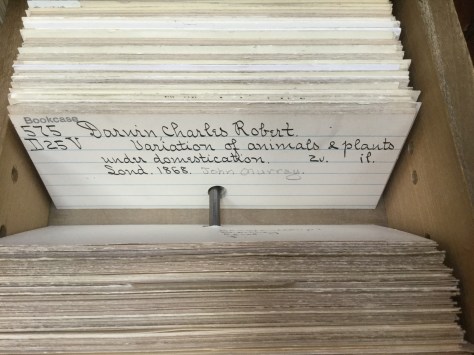 Bookcase
575 Darwin, Charles Robert.
D25V Variation of animals & plants
under domestication. 2v. il.
Lond. 1868. John Murray.